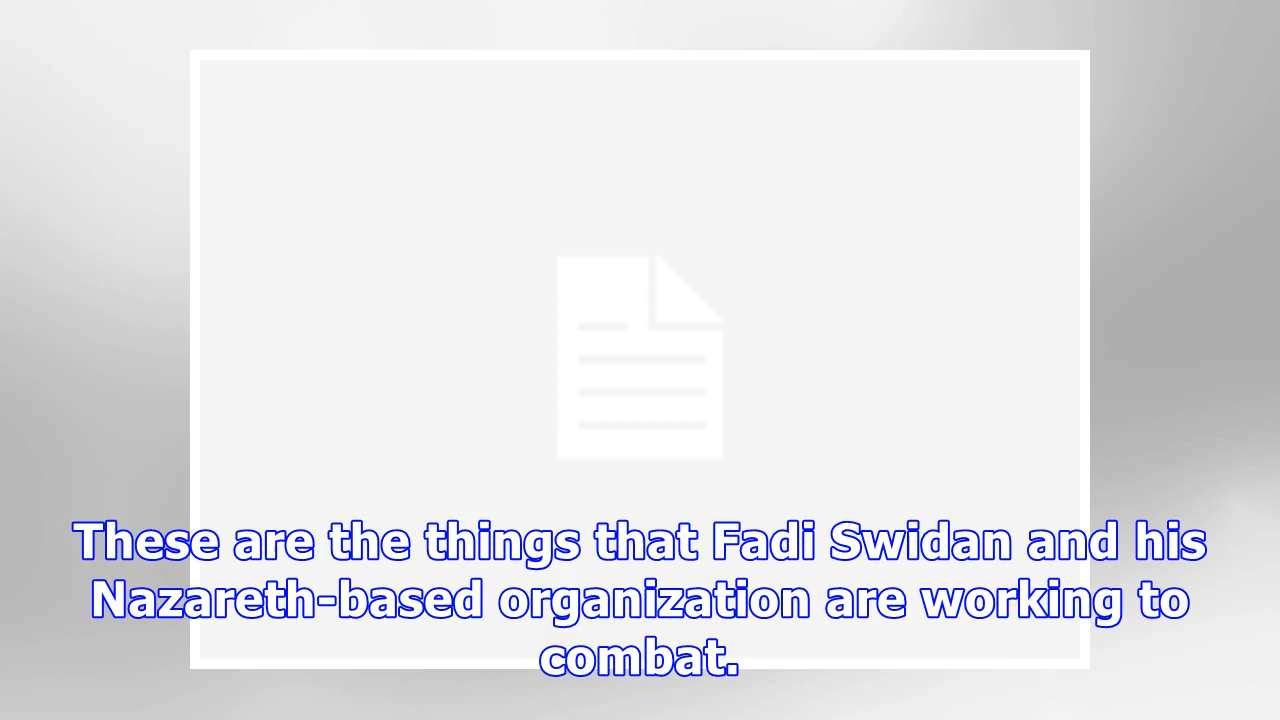 These are the things that Fadi Swidan and his
Nazareth-based organization are working to
combat.